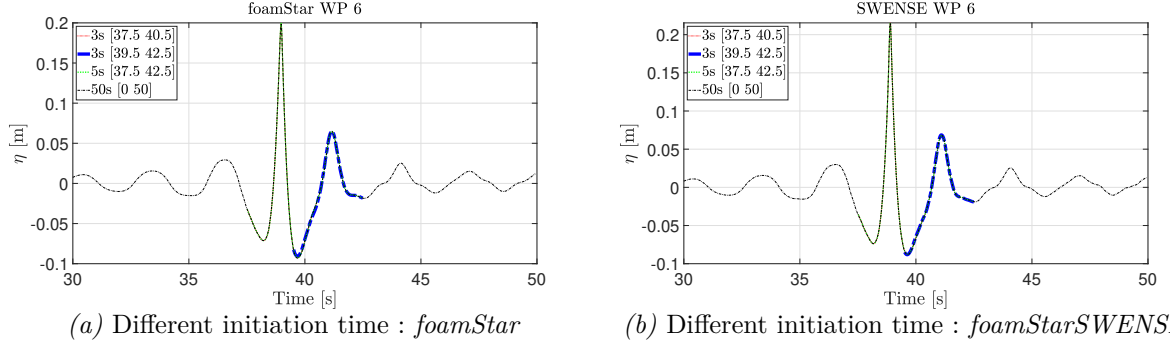 foamStar WP 6
3s [37.5 40.5]
3s [39.5 42.5]
5s [37.5 42.5]
50s [0 50]
0.2
0.15
0.1
0.05
0
-0.05
-0.1
η [m]
30 35 40 45 50
Time [s]
(a) Different initiation time : foamStar
SWENSE WP 6
3s [37.5 40.5]
3s [39.5 42.5]
5s [37.5 42.5]
50s [0 50]
0.2
0.15
0.1
0.05
0
-0.05
-0.1
η [m]
30 35 40 45 50
Time [s]
(b) Different initiation time : foamStarSWENS